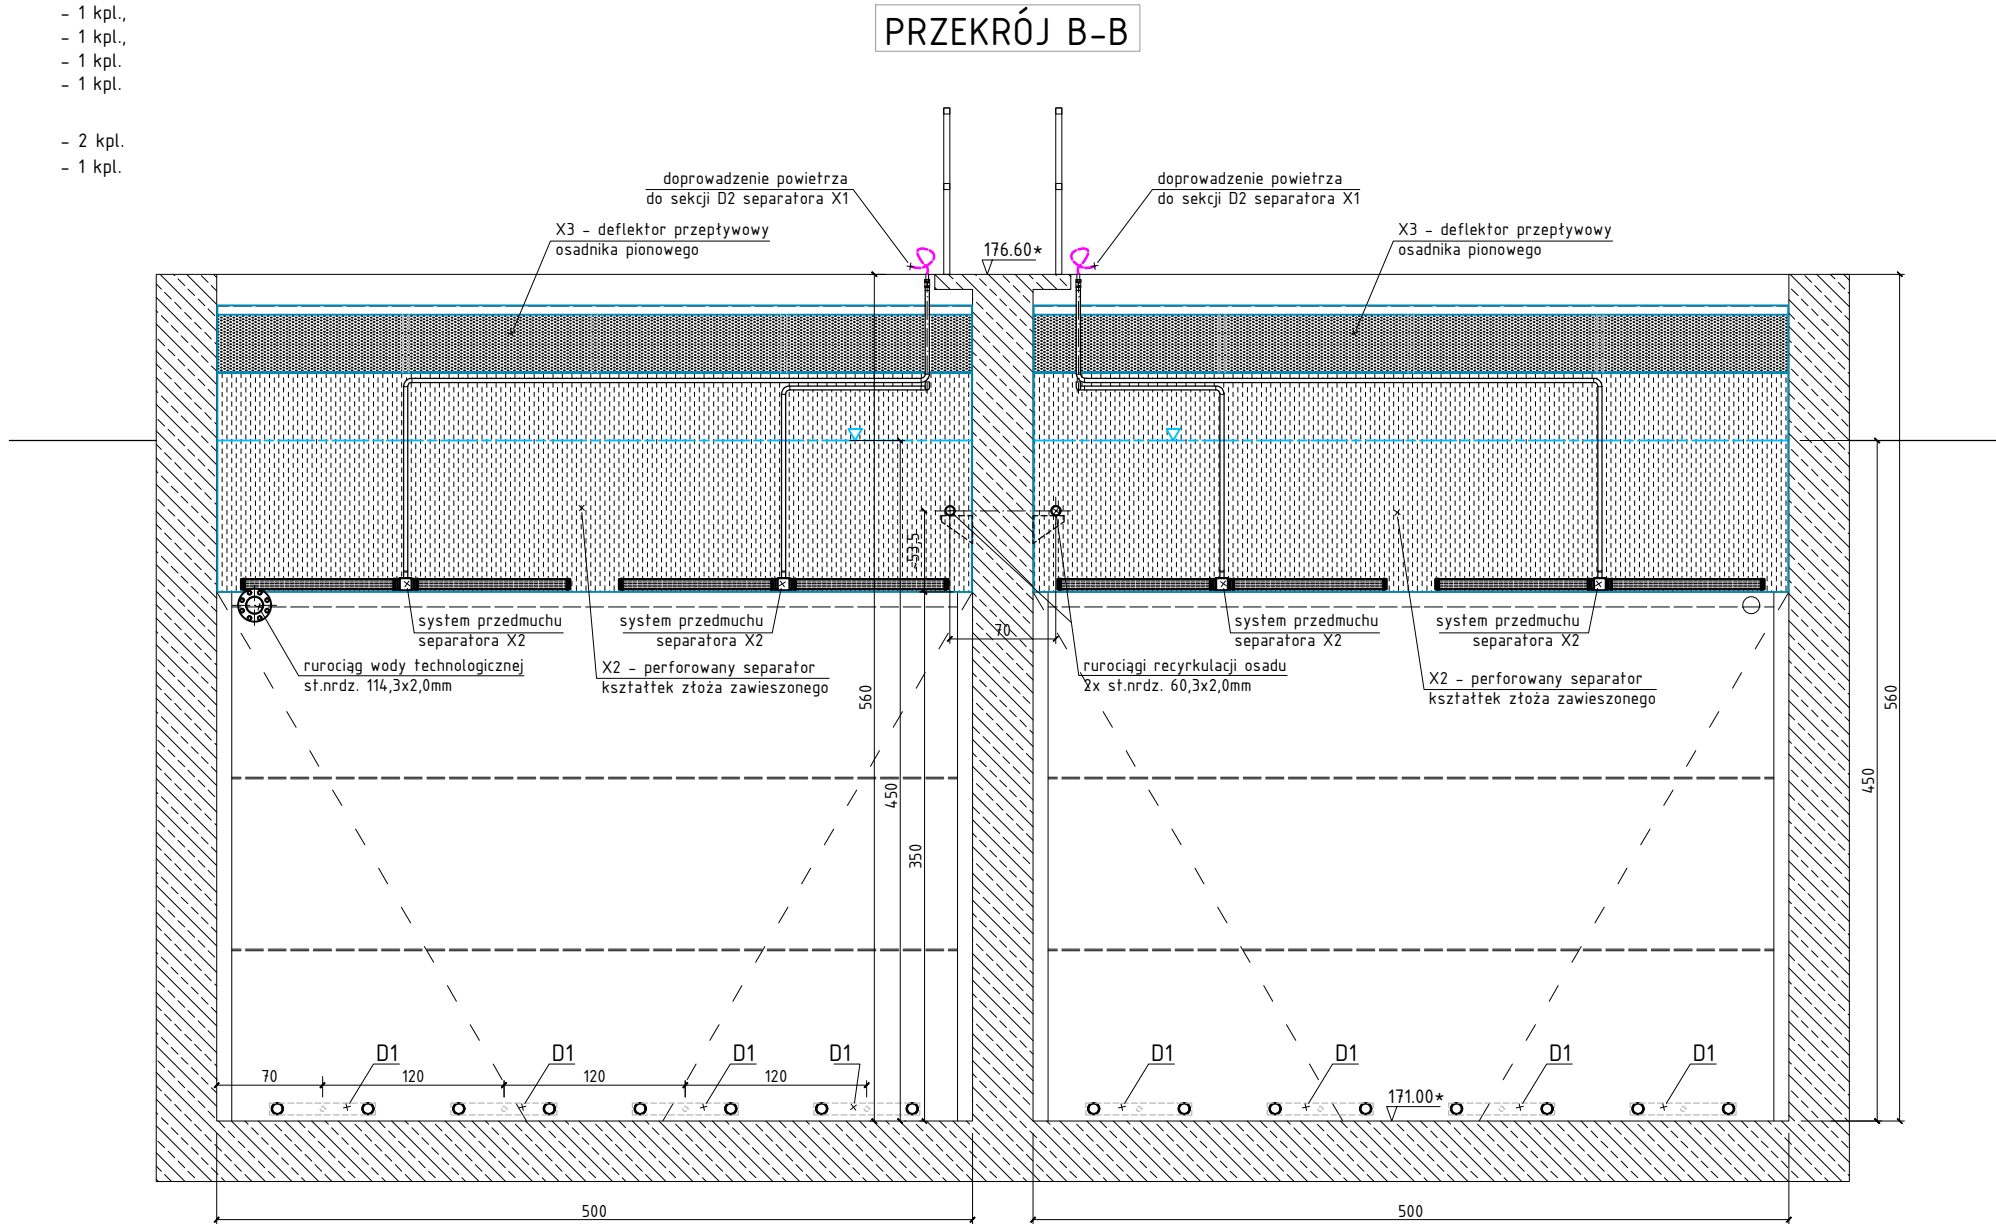 - 1 kpl.,
- 1 kpl.,
- 1 kpl.
- 1 kpl.
- 2 kpl.
- 1 kpl.
PRZEKRÓJ B-B
doprowadzenie powietrza
do sekcji D2 separatora X1
doprowadzenie powietrza
do sekcji D2 separatora X1
X3 - deflektor przepływowy
osadnika pionowego
176.60*
X3 - deflektor przepływowy
osadnika pionowego
~53,5
system przedmuchu
separatora X2
system przedmuchu
separatora X2
70
system przedmuchu
separatora X2
system przedmuchu
separatora X2
rurociąg wody technologicznej
st.nrdz. 114,3x2,0mm
X2 - perforowany separator
kształtek złoża zawieszonego
rurociągi recyrkulacji osadu
2x st.nrdz. 60,3x2,0mm
X2 - perforowany separator
kształtek złoża zawieszonego
560
450
350
560
450
D1
D1
D1
D1
D1
D1
D1
D1
70
120
120
120
171.00*
500
500